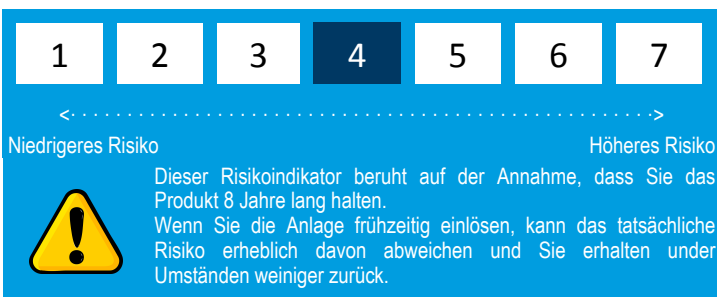 1 2 3 4 5 6 7
<· · · · · · · · · · · · · · · · · · · · · · · · · · · · · · · · · · · · · · · · · · · · · · · · · · · ·>
Niedrigeres Risiko Höheres Risiko
Dieser Risikoindikator beruht auf der Annahme, dass Sie das
Produkt 8 Jahre lang halten.
Wenn Sie die Anlage frühzeitig einlösen, kann das tatsächliche
Risiko erheblich davon abweichen und Sie erhalten under
Umständen weiniger zurück.